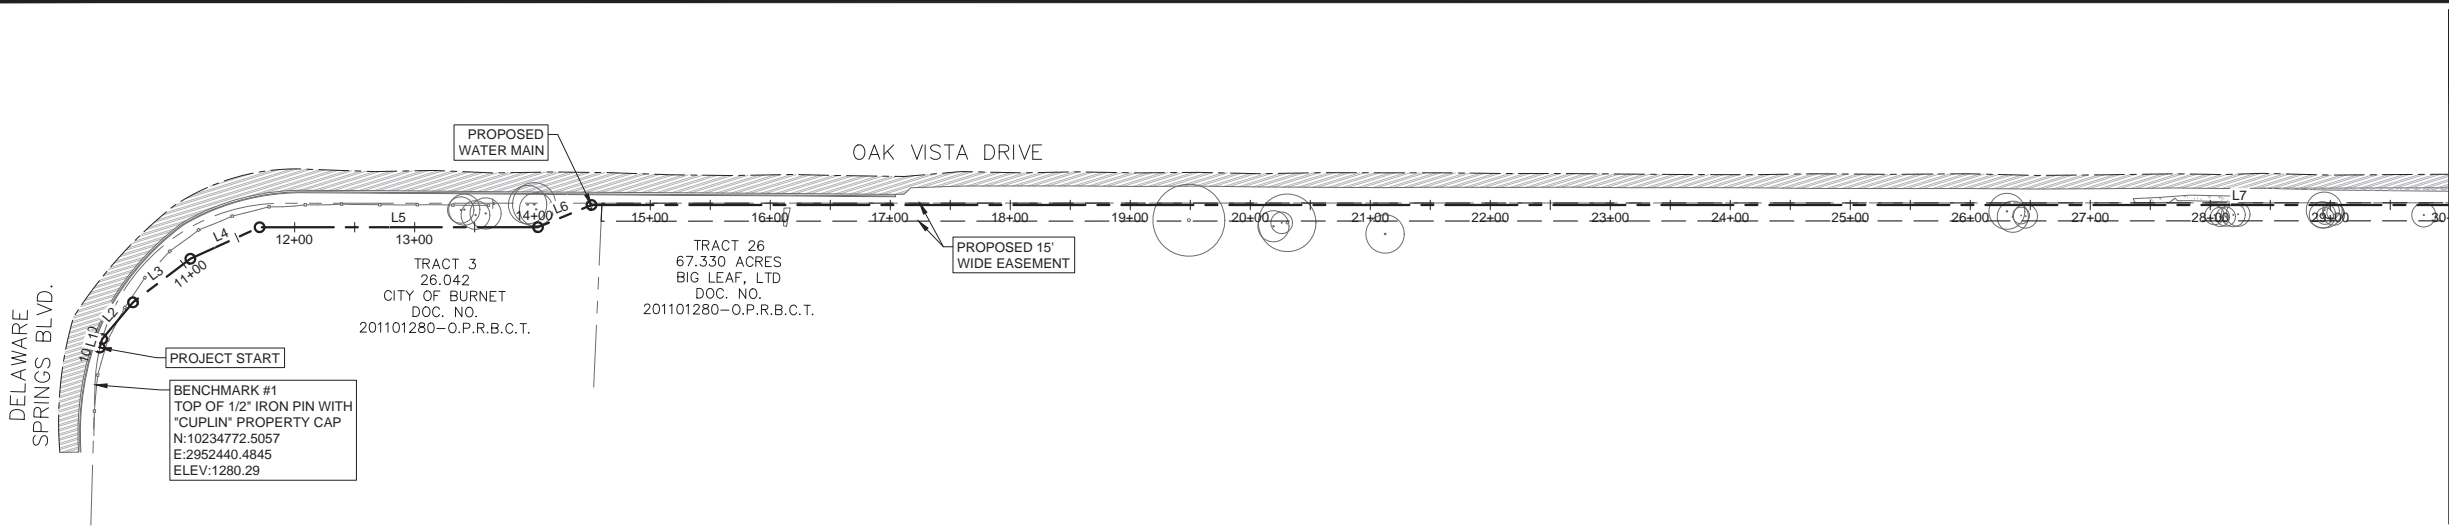 PROPOSED
WATER MAIN
OAK VISTA DRIVE
L7
L6
L5
L4
L3
L2
L1
10
11+00
12+00
13+00
14+00
15+00
16+00
17+00
18+00
19+00
20+00
21+00
22+00
23+00
24+00
25+00
26+00
27+00
28+00
29+00
30
TRACT 3
26.042
CITY OF BURNET
DOC. NO.
201101280-O.P.R.B.C.T.
TRACT 26
67.330 ACRES
BIG LEAF, LTD
DOC. NO.
201101280-O.P.R.B.C.T.
PROPOSED 15'
WIDE EASEMENT
DELAWARE
SPRINGS BLVD.
PROJECT START
BENCHMARK #1
TOP OF 1/2" IRON PIN WITH
"CUPLIN" PROPERTY CAP
N:10234772.5057
E:2952440.4845
ELEV:1280.29